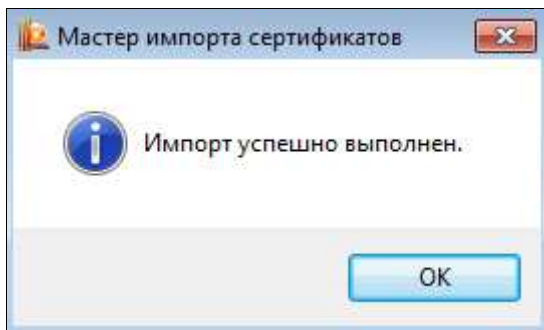 Мастер импорта сертификатов
Импорт успешно выполнен.
OK